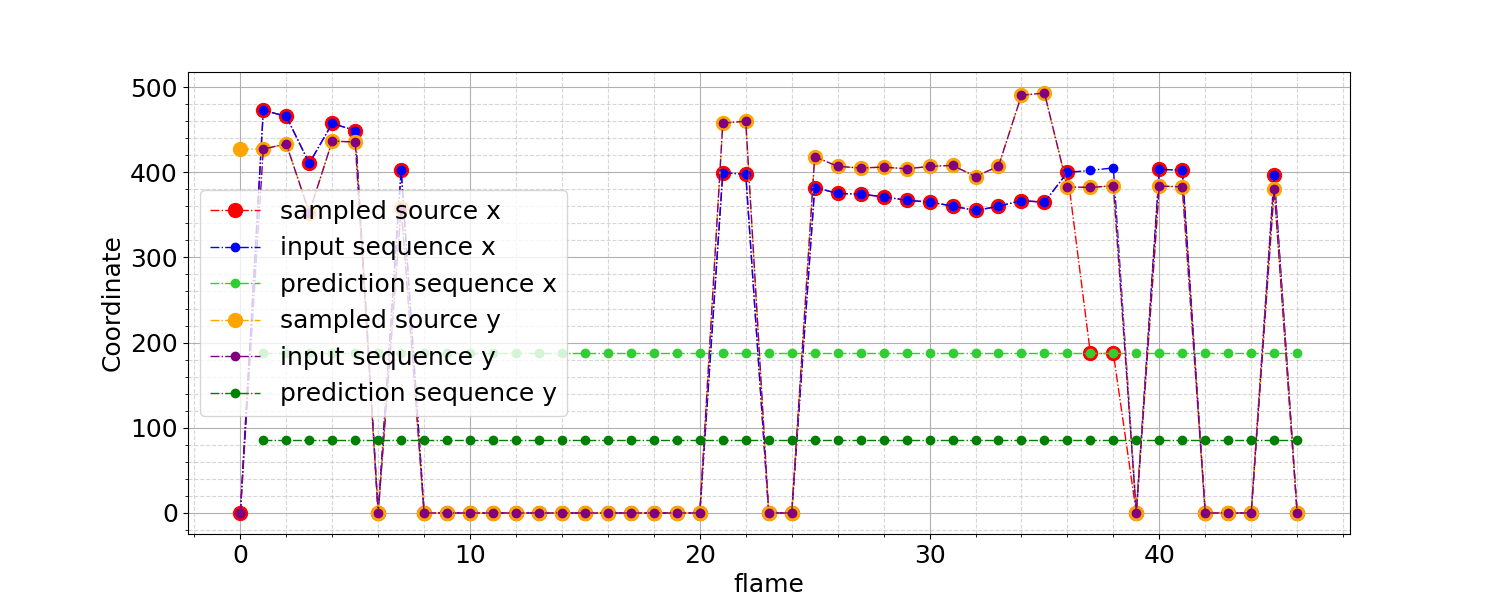 500
400
300
200
100
0
Coordinate
sampled source x
input sequence x
prediction sequence x
sampled source y
input sequence y
prediction sequence y
0 10 20 30 40
flame